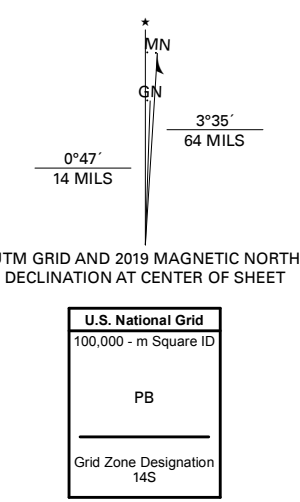 ★
MN
GN
3°35´
64 MILS
0°47´
14 MILS
UTM GRID AND 2019 MAGNETIC NORTH
DECLINATION AT CENTER OF SHEET
U.S. National Grid
100,000 - m Square ID
PB
Grid Zone Designation
14S